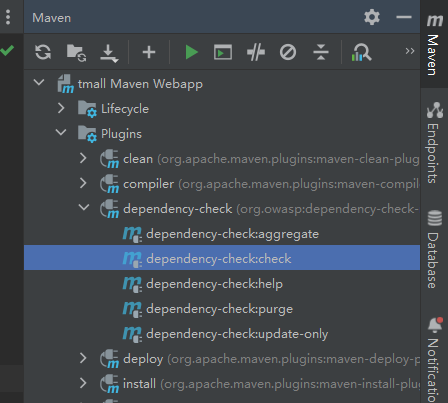 Maven
tmall Maven Webapp
Lifecycle
Plugins
clean (org.apache.maven.plugins:maven-clean-plug
compiler (org.apache.maven.plugins:maven-compil
dependency-check (org.owasp:dependency-check-
dependency-check:aggregate
dependency-check:check
dependency-check:help
dependency-check:purge
dependency-check:update-only
deploy (org.apache.maven.plugins:maven-deploy-p
install (org.apache.maven.plugins:maven-install-plug
Maven
Endpoints
Database
Notification